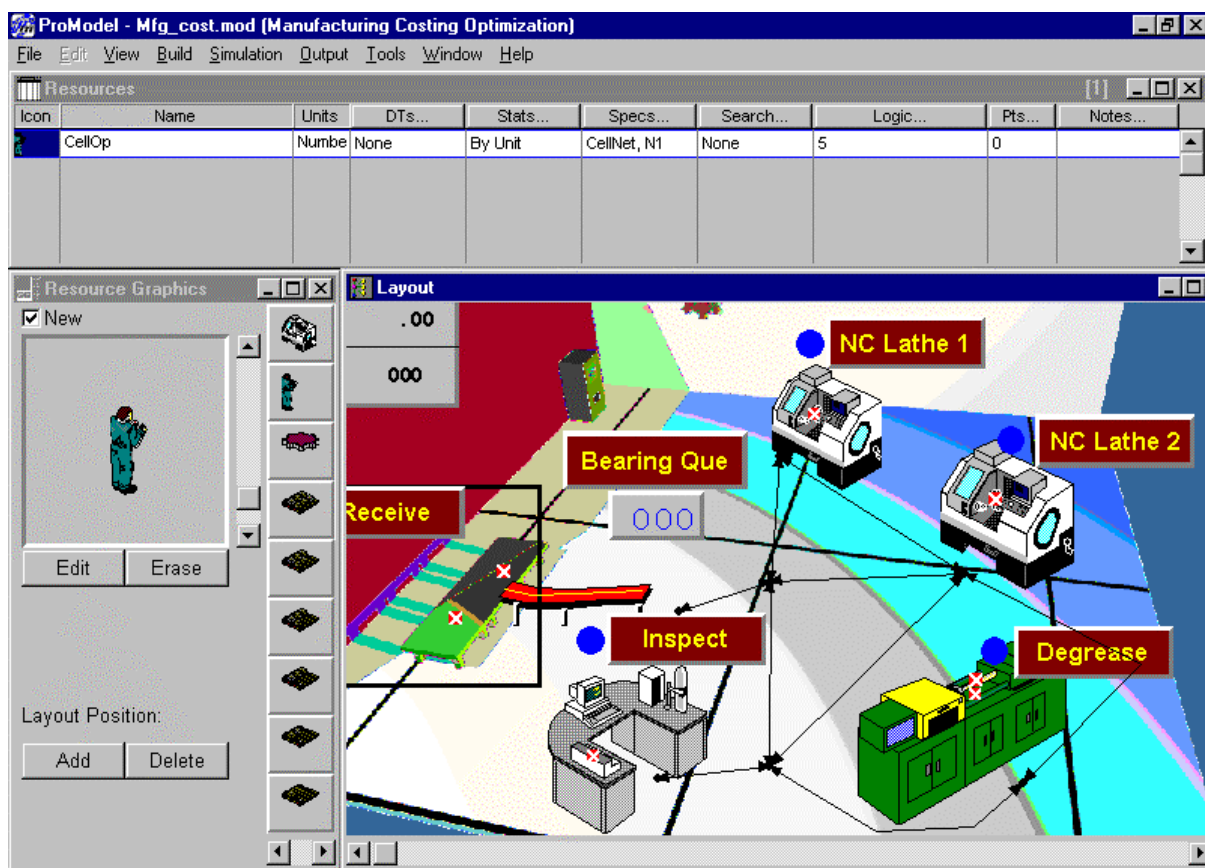 ProModel - Mfg_cost.mod (Manufacturing Costing Optimization)
File Edit View Build Simulation Output Tools Window Help
Resources [1]
Icon Name Units DTs... Stats... Specs... Search... Logic... Pts... Notes...
CellOp Numbe None By Unit CellNet, N1 None 5 0
Resource Graphics
New
Edit Erase
Layout Position:
Add Delete
Layout
.00
000
NC Lathe 1
NC Lathe 2
Bearing Que
000
Receive
Inspect
Degrease